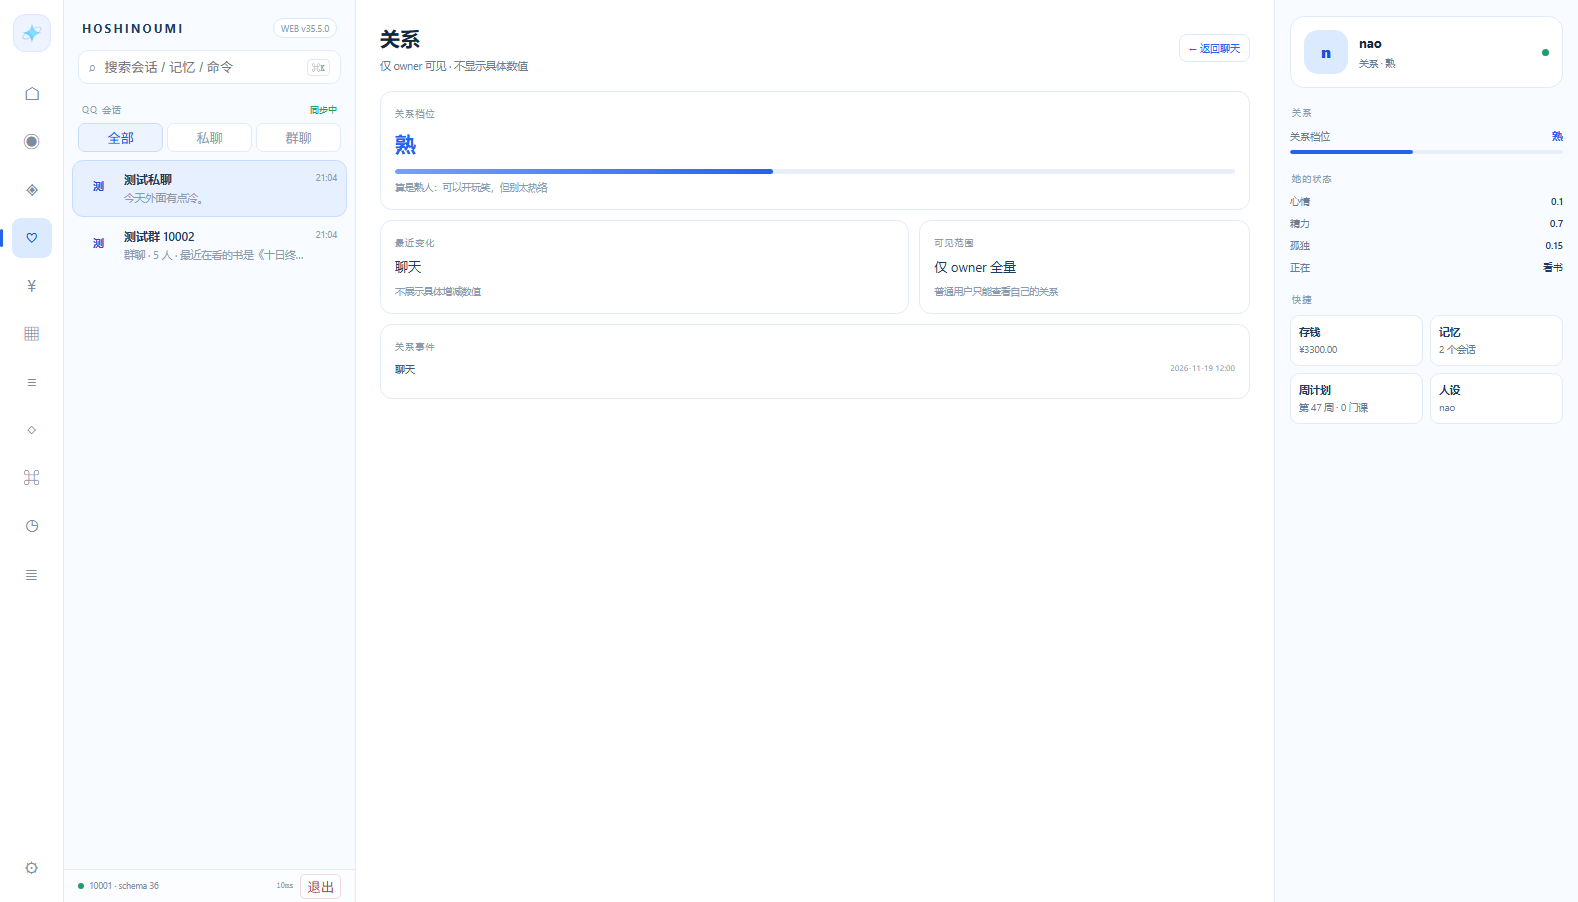 HOSHINOUMI
WEB v35.5.0
搜索会话 / 记忆 / 命令
⌘K
QQ 会话
同步中
全部
私聊
群聊
测
测试私聊
21:04
今天外面有点冷。
测
测试群 10002
21:04
群聊 · 5 人 · 最近在看的书是《十日终...
10001 · schema 36
10ms
退出
关系
仅 owner 可见 · 不显示具体数值
← 返回聊天
关系档位
熟
算是熟人：可以开玩笑，但别太热络
最近变化
聊天
不展示具体增减数值
可见范围
仅 owner 全量
普通用户只能查看自己的关系
关系事件
聊天
2026-11-19 12:00
n
nao
关系 · 熟
关系
关系档位
熟
她的状态
心情
0.1
精力
0.7
孤独
0.15
正在
看书
快捷
存钱
¥3300.00
记忆
2 个会话
周计划
第 47 周 · 0 门课
人设
nao